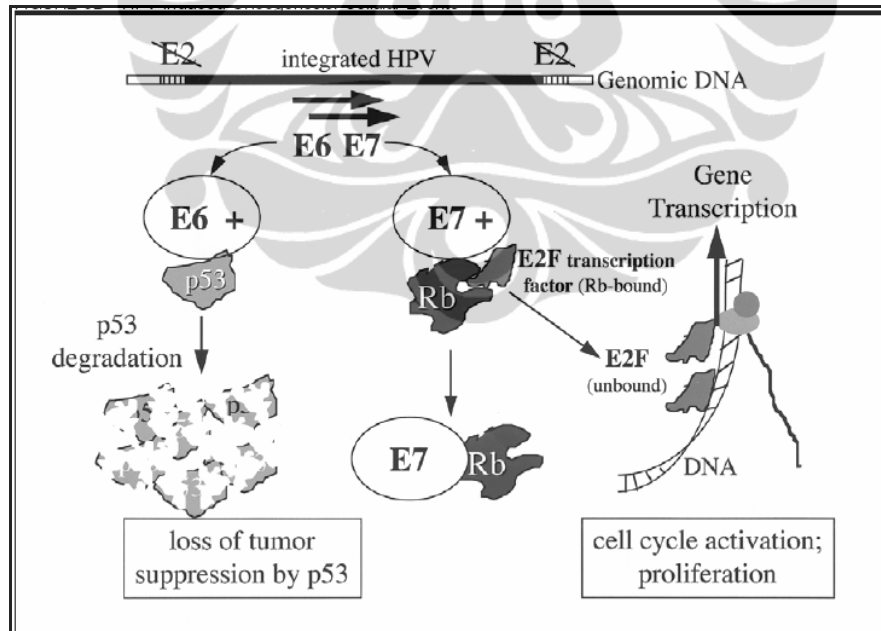 E2
E2
integrated HPV
Genomic DNA
E6 E7
E6 +
E7 +
Gene
Transcription
p53
Rb
E2F transcription
factor (Rb-bound)
p53
degradation
E2F
(unbound)
E7
Rb
DNA
loss of tumor
suppression by p53
cell cycle activation;
proliferation